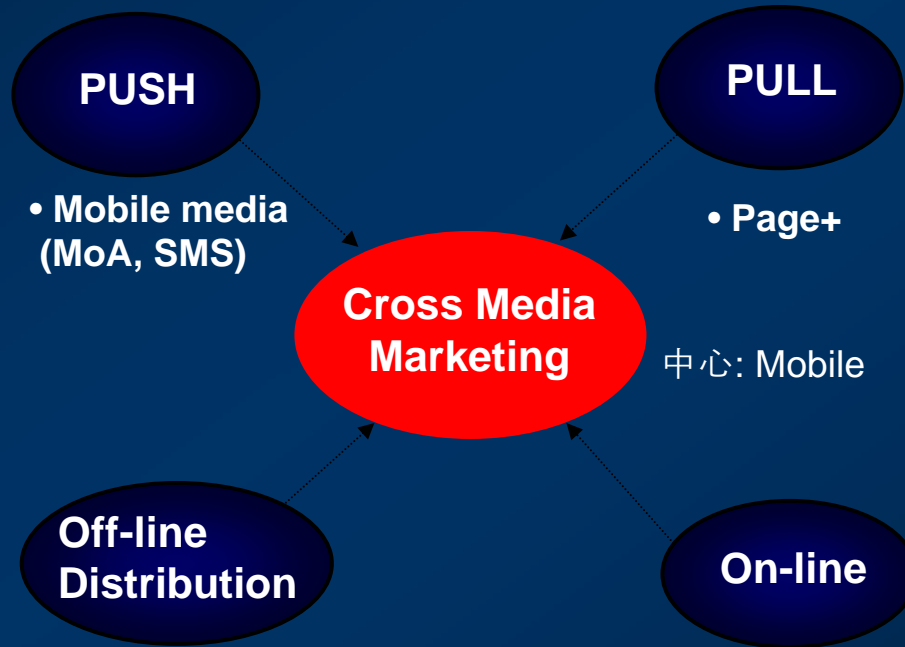 PUSH
PULL
• Mobile media
(MoA, SMS)
• Page+
Cross Media
Marketing
中心: Mobile
Off-line
Distribution
On-line